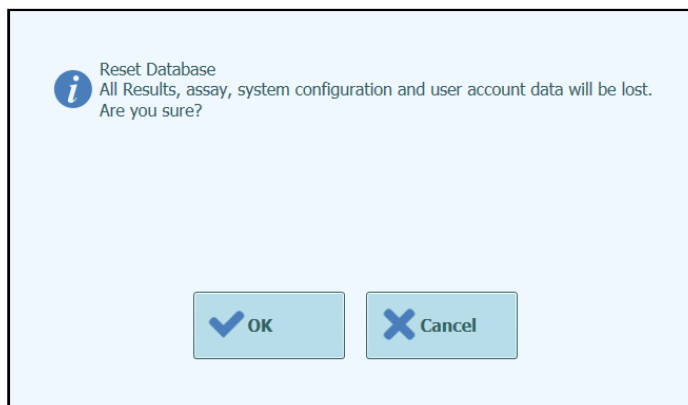 Reset Database
All Results, assay, system configuration and user account data will be lost.
Are you sure?
OK
Cancel